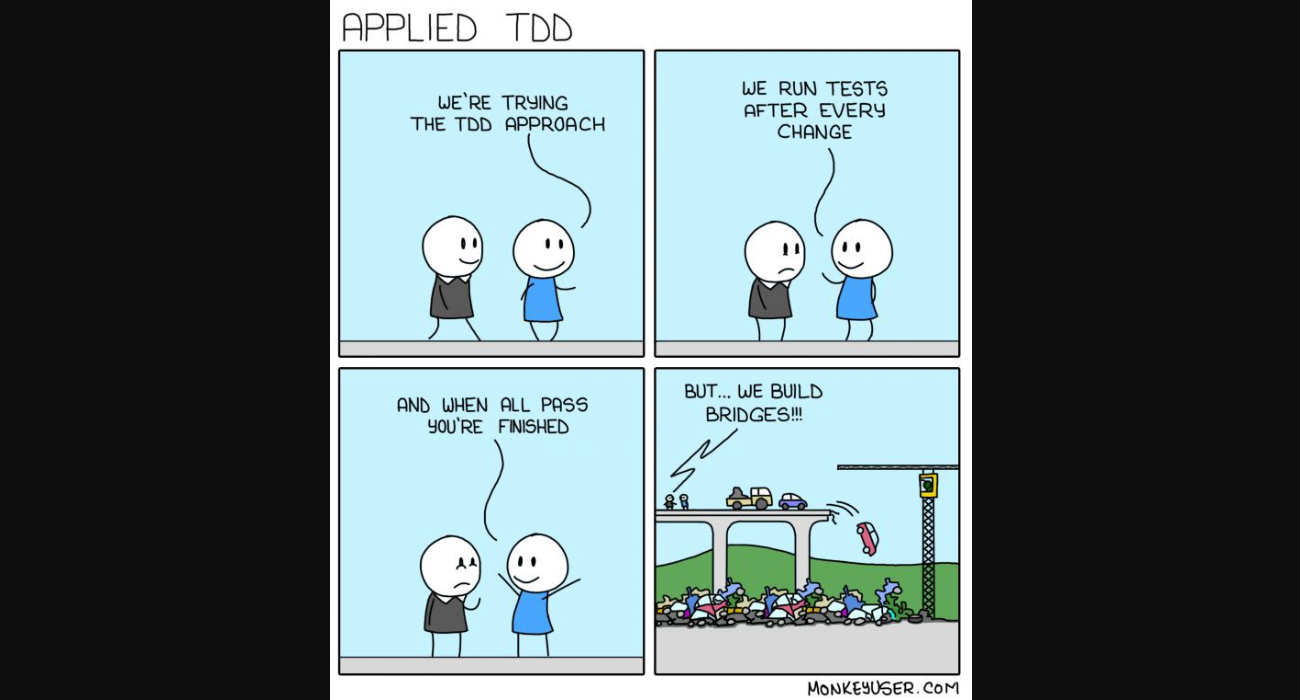 APPLIED TDD
WE'RE TRYING
THE TDD APPROACH
WE RUN TESTS
AFTER EVERY
CHANGE
AND WHEN ALL PASS
YOU'RE FINISHED
BUT... WE BUILD
BRIDGES!!!
MONKEYUSER.COM